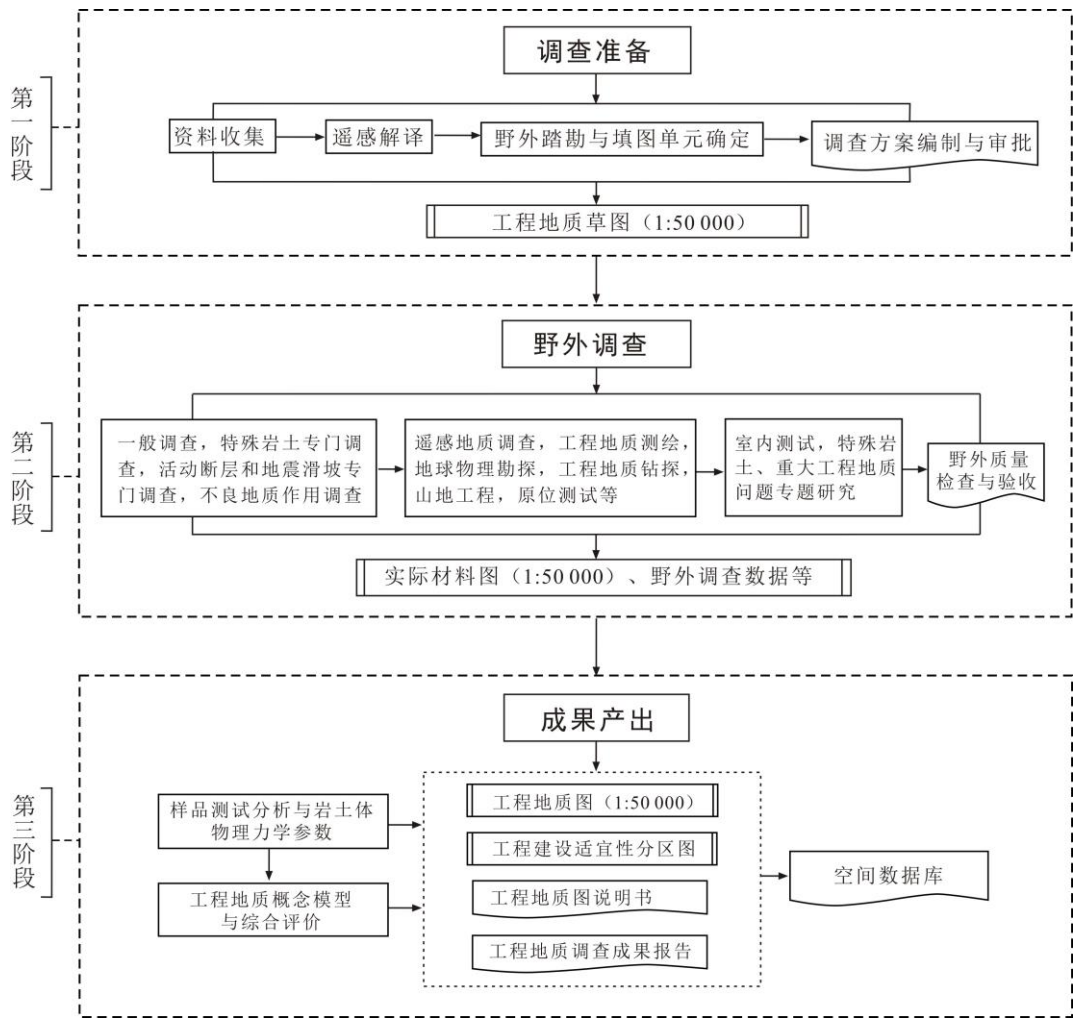 第一阶段
调查准备
资料收集
遥感解译
野外踏勘与填图单元确定
调查方案编制与审批
工程地质草图（1:50 000）
第二阶段
野外调查
一般调查，特殊岩土专门调
查，活动断层和地震滑坡专
门调查，不良地质作用调查
遥感地质调查，工程地质测绘，
地球物理勘探，工程地质钻探，
山地工程，原位测试等
室内测试，特殊岩
土、重大工程地质
问题专题研究
野外质量
检查与验收
实际材料图（1:50 000）、野外调查数据等
第三阶段
成果产出
样品测试分析与岩土体
物理力学参数
工程地质概念模型
与综合评价
工程地质图（1:50 000）
工程建设适宜性分区图
工程地质图说明书
工程地质调查成果报告
空间数据库